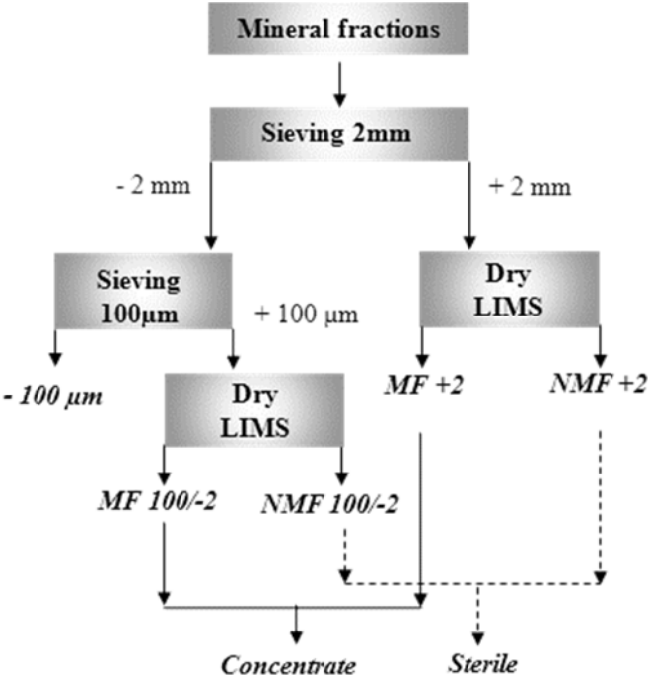 Mineral fractions
Sieving 2mm
- 2 mm
+ 2 mm
Sieving
100µm
+ 100 µm
Dry
LIMS
- 100 µm
Dry
LIMS
MF +2
NMF +2
MF 100/-2
NMF 100/-2
Concentrate
Sterile